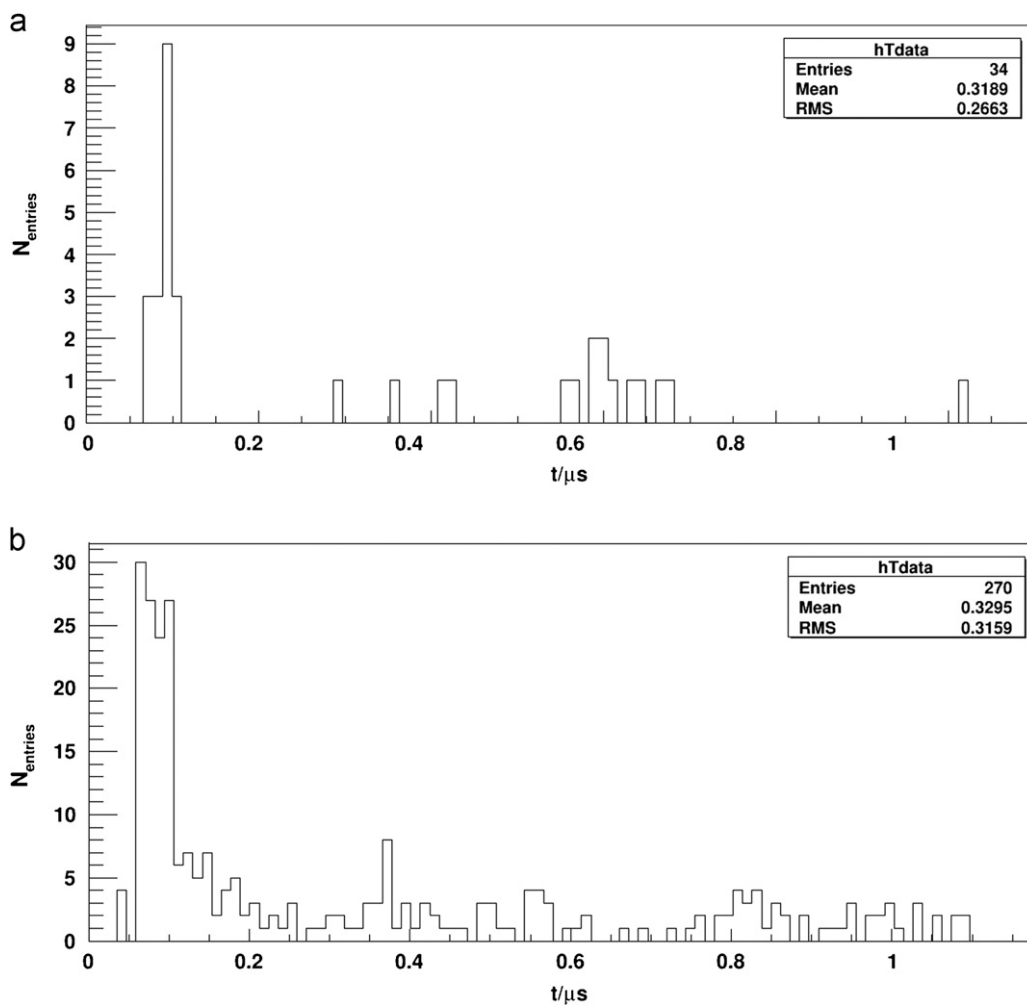 a
hTdata
Entries 34
Mean 0.3189
RMS 0.2663
9
8
7
6
5
4
3
2
1
0
N_entries
0 0.2 0.4 0.6 0.8 1
t/μs
b
hTdata
Entries 270
Mean 0.3295
RMS 0.3159
30
25
20
15
10
5
0
N_entries
0 0.2 0.4 0.6 0.8 1
t/μs